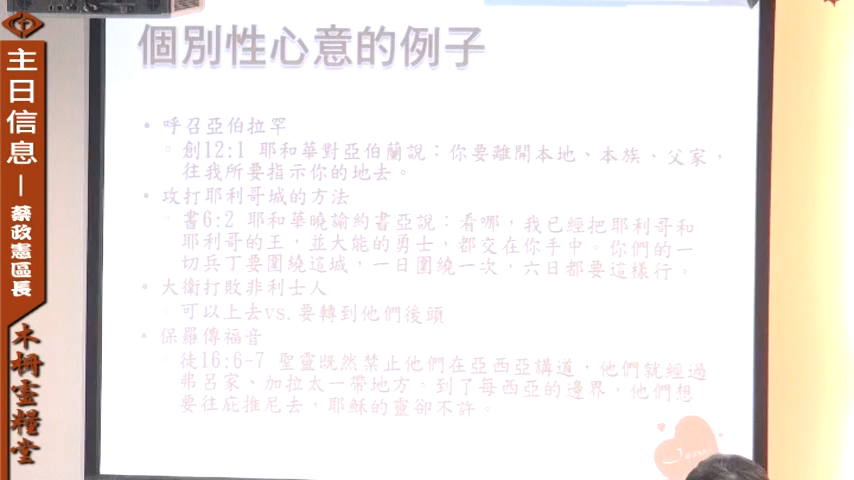 主日信息－蔡政憲區長
木柵靈糧堂
個別性心意的例子
• 呼召亞伯拉罕
▫ 創12:1 耶和華對亞伯蘭說：你要離開本地、本族、父家，
往我所要指示你的地去。
• 攻打耶利哥城的方法
▫ 書6:2 耶和華曉諭約書亞說：看哪，我已經把耶利哥和
耶利哥的王，並大能的勇士，都交在你手中。你們的一
切兵丁要圍繞這城，一日圍繞一次，六日都要這樣行。
• 大衛打敗非利士人
▫ 可以上去vs.要轉到他們後頭
• 保羅傳福音
▫ 徒16:6-7 聖靈既然禁止他們在亞西亞講道，他們就經過
弗呂家、加拉太一帶地方。到了每西亞的邊界，他們想
要往庇推尼去，耶穌的靈卻不許。